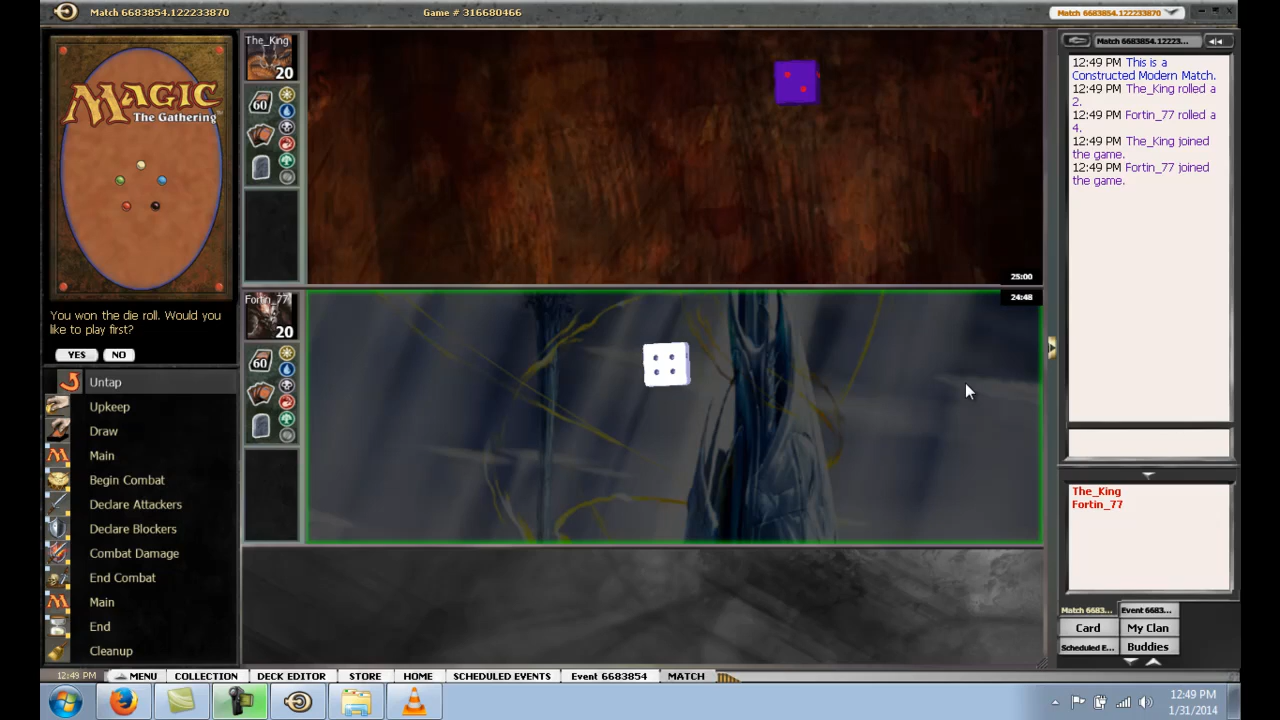 Match 6683854.122233870
Game # 316680466
Match 6683854.122233870
MAGIC
The Gathering
You won the die roll. Would you
like to play first?
YES
NO
Untap
Upkeep
Draw
Main
Begin Combat
Declare Attackers
Declare Blockers
Combat Damage
End Combat
Main
End
Cleanup
The_King
20
60
25:00
Fortin_77
20
60
24:48
Match 6683854.12223...
12:49 PM This is a
Constructed Modern Match.
12:49 PM The_King rolled a
2.
12:49 PM Fortin_77 rolled a
4.
12:49 PM The_King joined
the game.
12:49 PM Fortin_77 joined
the game.
The_King
Fortin_77
Match 6683...
Event 6683...
Card
My Clan
Scheduled E...
Buddies
12:49 PM
MENU
COLLECTION
DECK EDITOR
STORE
HOME
SCHEDULED EVENTS
Event 6683854
MATCH
12:49 PM
1/31/2014